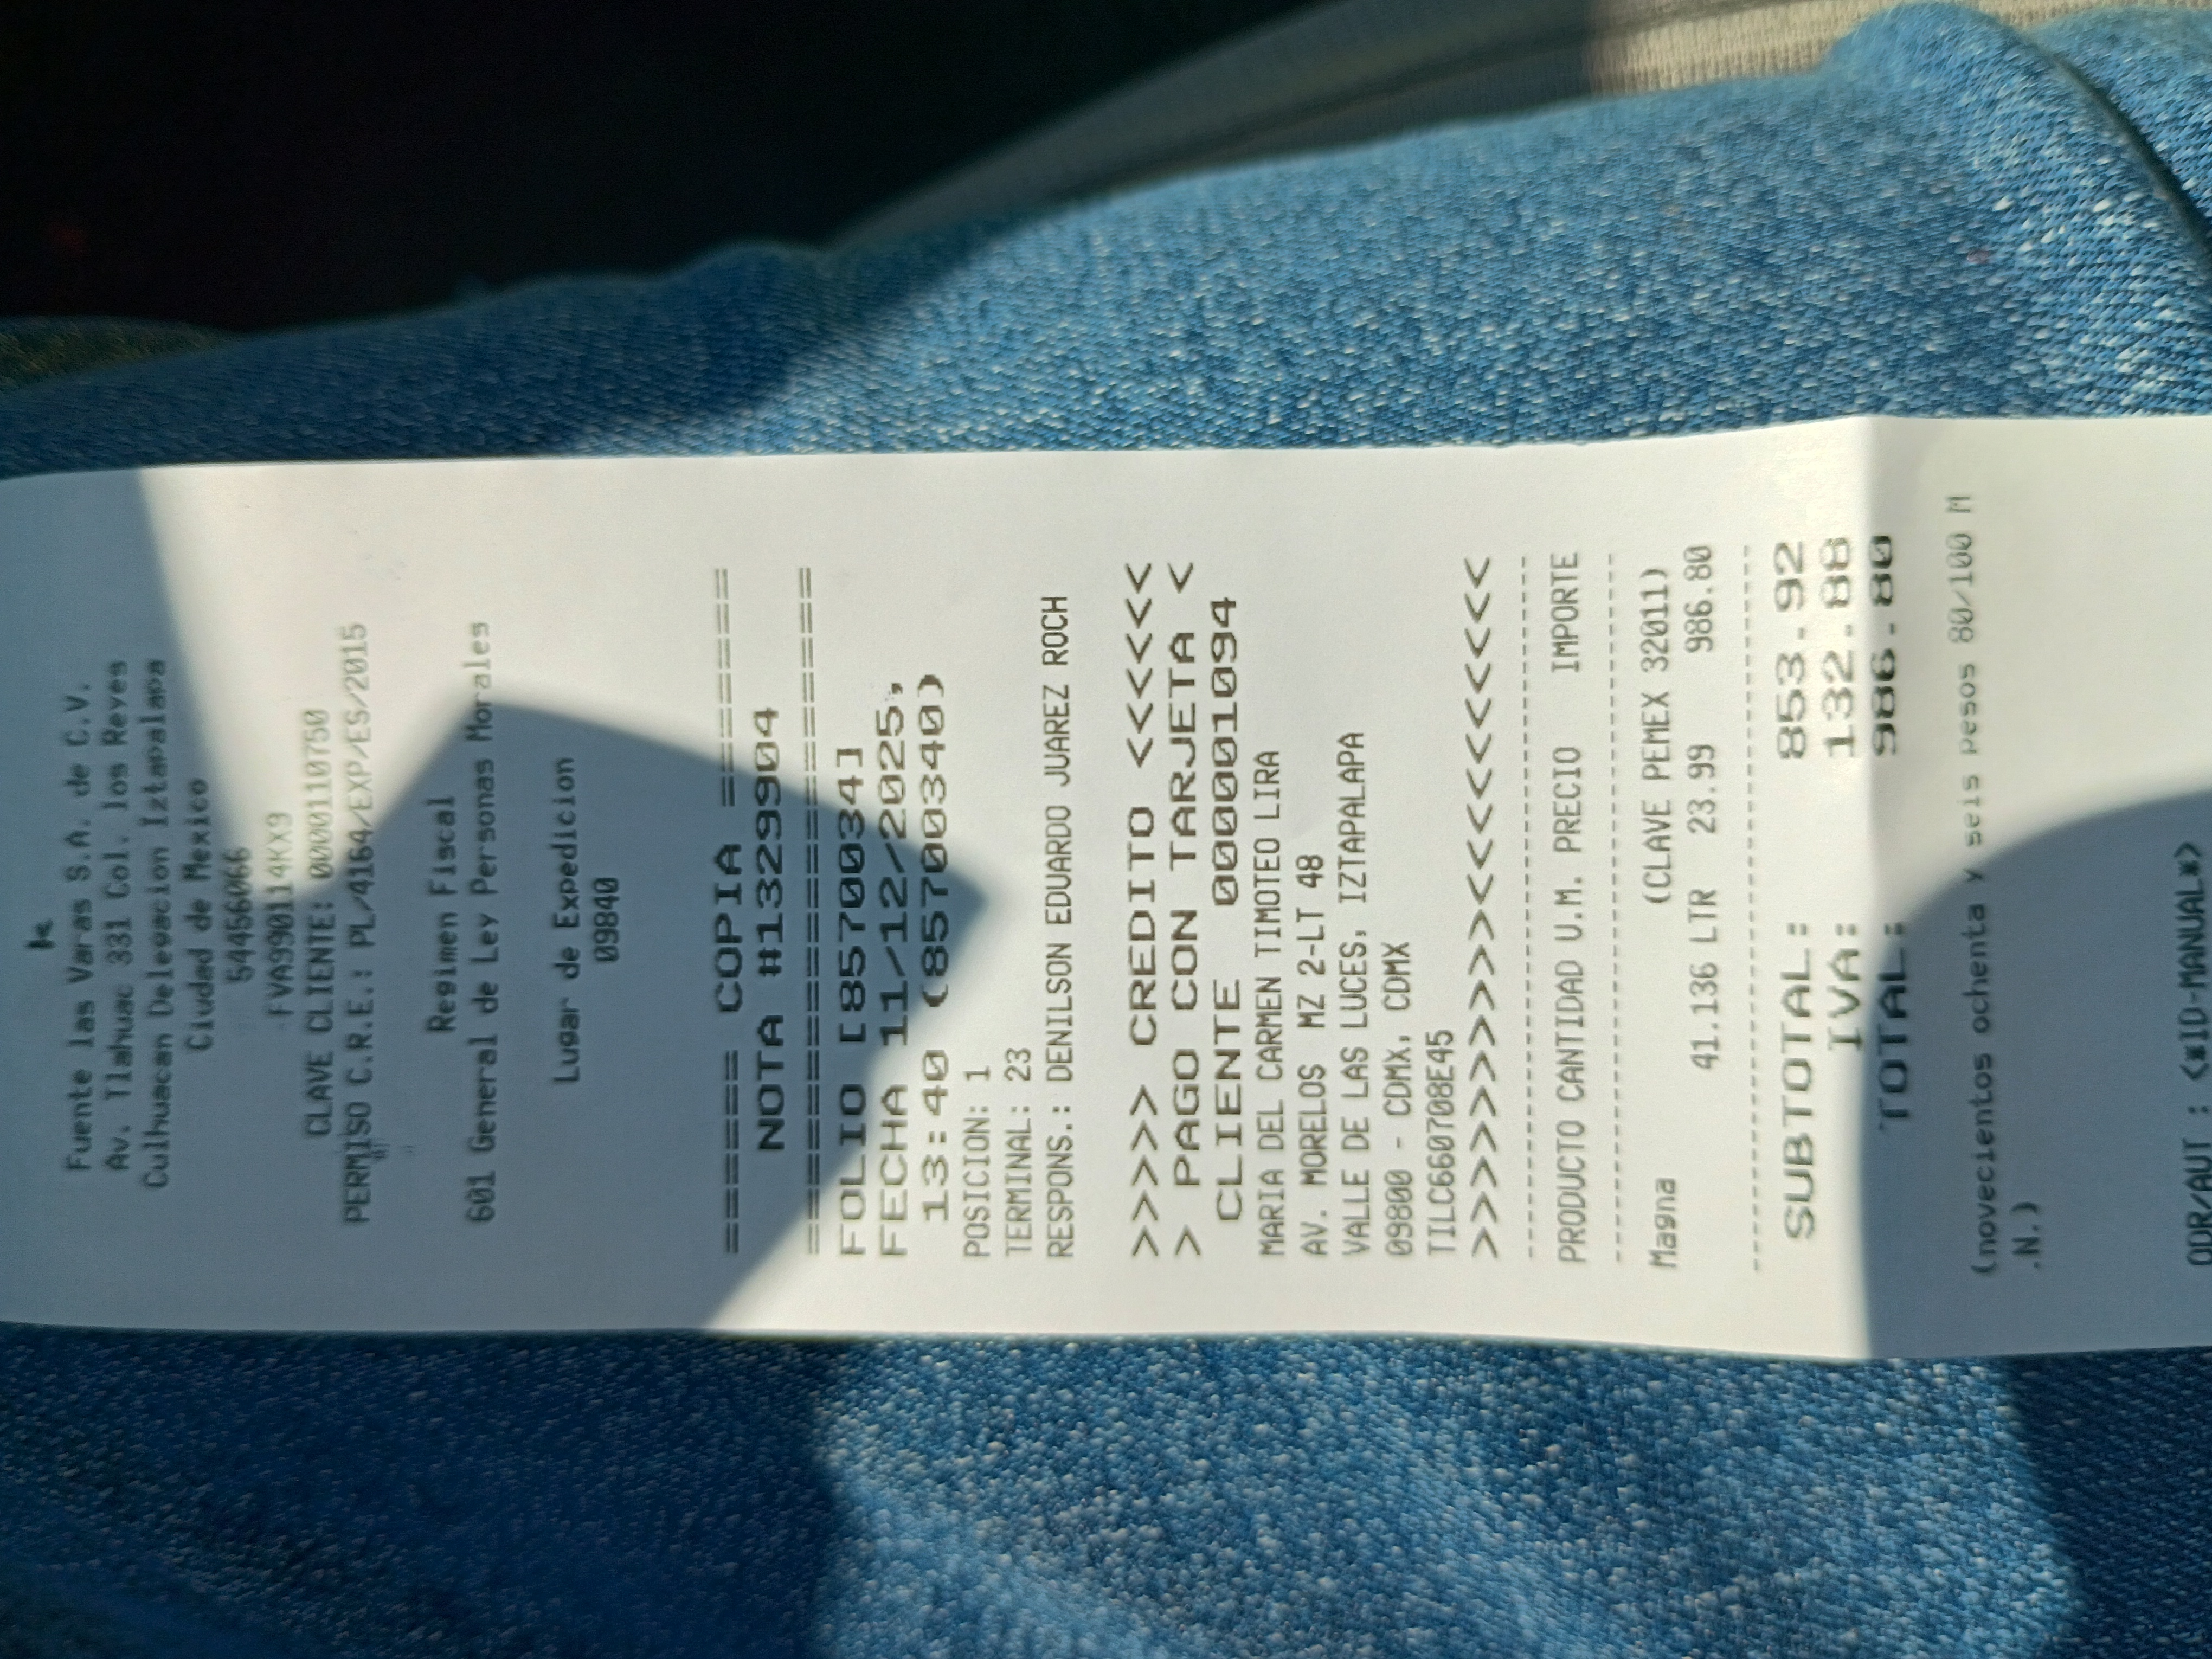 Fuente las Varas S.A. de C.V.
Av. Tlahuac 331 Col. los Reyes
Culhuacan Delegacion Iztapalapa
Ciudad de Mexico
54456066
FVA990114KX9
CLAVE CLIENTE: 0000110750
PERMISO C.R.E.: PL/4164/EXP/ES/2015
Regimen Fiscal
601 General de Ley Personas Morales
Lugar de Expedicion
09840
====== COPIA =======
NOTA #1329904
====================
FOLIO [8570034]
FECHA 11/12/2025,
13:40 (85700340)
POSICION: 1
TERMINAL: 23
RESPONS.: DENILSON EDUARDO JUAREZ ROCH
>>>>> CREDITO <<<<<<
> PAGO CON TARJETA <
CLIENTE 0000001094
MARIA DEL CARMEN TIMOTEO LIRA
AV. MORELOS MZ 2-LT 48
VALLE DE LAS LUCES, IZTAPALAPA
09800 - CDMX, CDMX
TILC660708E45
>>>>>>>>>><<<<<<<<<<
PRODUCTO CANTIDAD U.M. PRECIO IMPORTE
Magna (CLAVE PEMEX 32011)
41.136 LTR 23.99 986.80
SUBTOTAL: 853.92
IVA: 132.88
TOTAL: 986.80
(novecientos ochenta y seis pesos 80/100 M
.N.)
ODR/AUT : <*ID-MANUAL*>